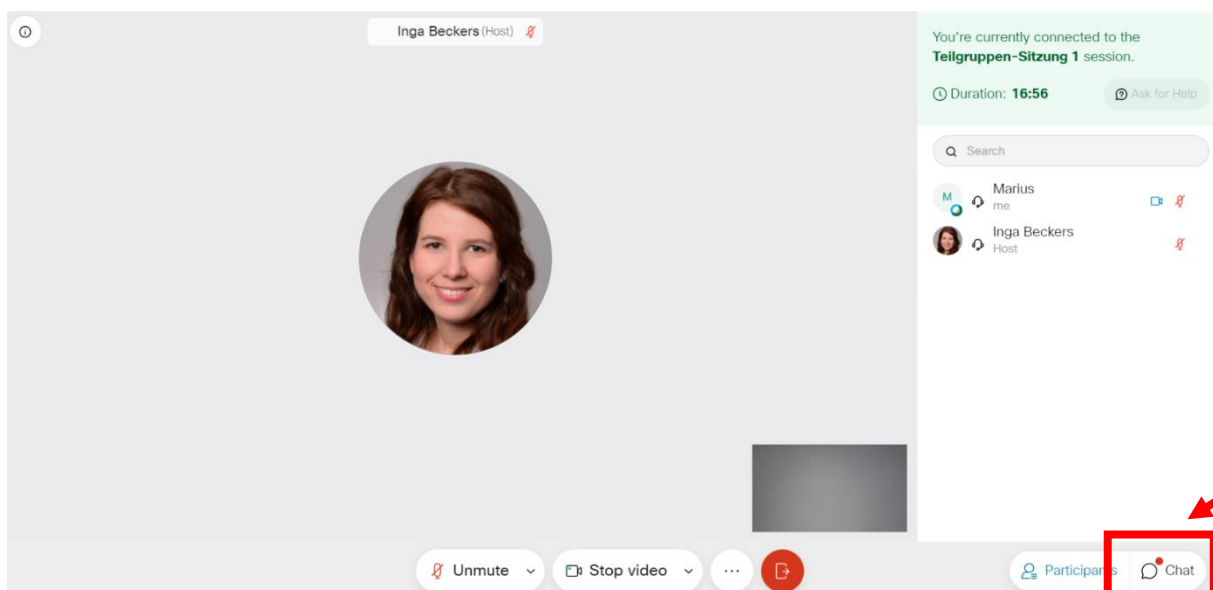 Inga Beckers (Host)
You're currently connected to the
Teilgruppen-Sitzung 1 session.
Duration: 16:56
Ask for Help
Search
M
Marius
me
Inga Beckers
Host
Unmute
Stop video
Participants
Chat